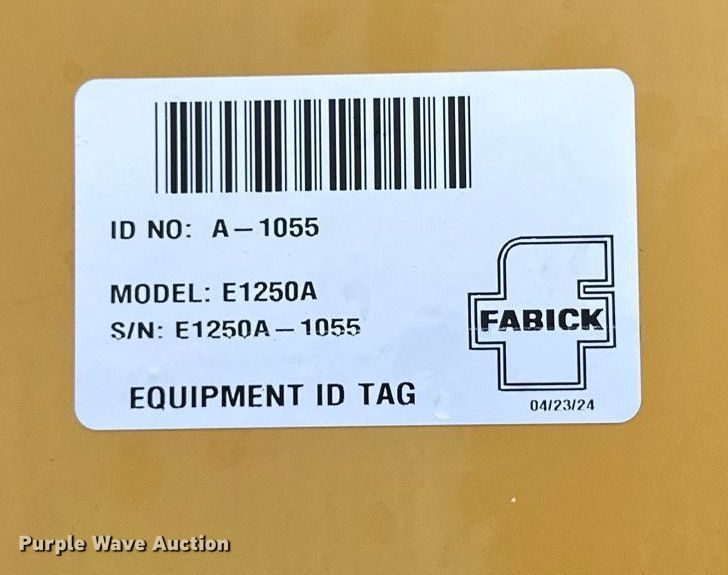 ID NO: A-1055
MODEL: E1250A
S/N: E1250A-1055
FABICK
EQUIPMENT ID TAG
04/23/24
Purple Wave Auction